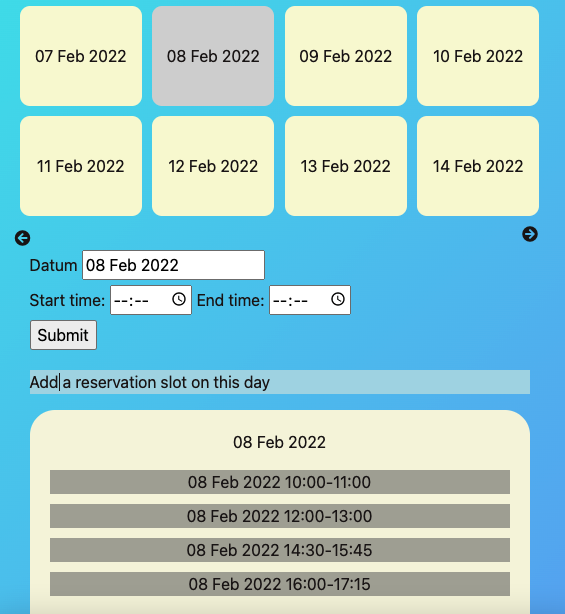 07 Feb 2022 08 Feb 2022 09 Feb 2022 10 Feb 2022
11 Feb 2022 12 Feb 2022 13 Feb 2022 14 Feb 2022
Datum 08 Feb 2022
Start time: --:-- End time: --:--
Submit
Add a reservation slot on this day
08 Feb 2022
08 Feb 2022 10:00-11:00
08 Feb 2022 12:00-13:00
08 Feb 2022 14:30-15:45
08 Feb 2022 16:00-17:15